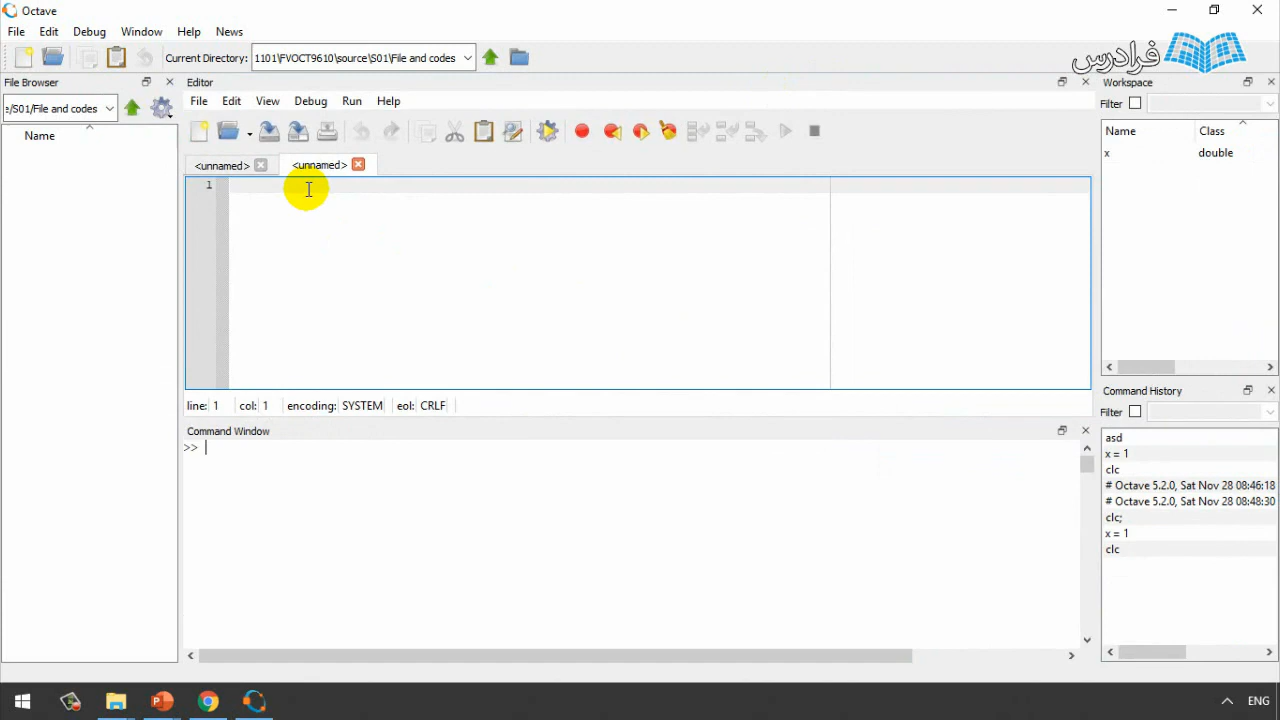 Octave
File Edit Debug Window Help News
Current Directory: 1101\FVOCT9610\source\S01\File and codes
فرادرس
File Browser
e/S01/File and codes
Name
Editor
File Edit View Debug Run Help
<unnamed> <unnamed>
1
line: 1 col: 1 encoding: SYSTEM eol: CRLF
Command Window
>>
Workspace
Filter
Name Class
x double
Command History
Filter
asd
x = 1
clc
# Octave 5.2.0, Sat Nov 28 08:46:18
# Octave 5.2.0, Sat Nov 28 08:48:30
clc;
x = 1
clc
ENG